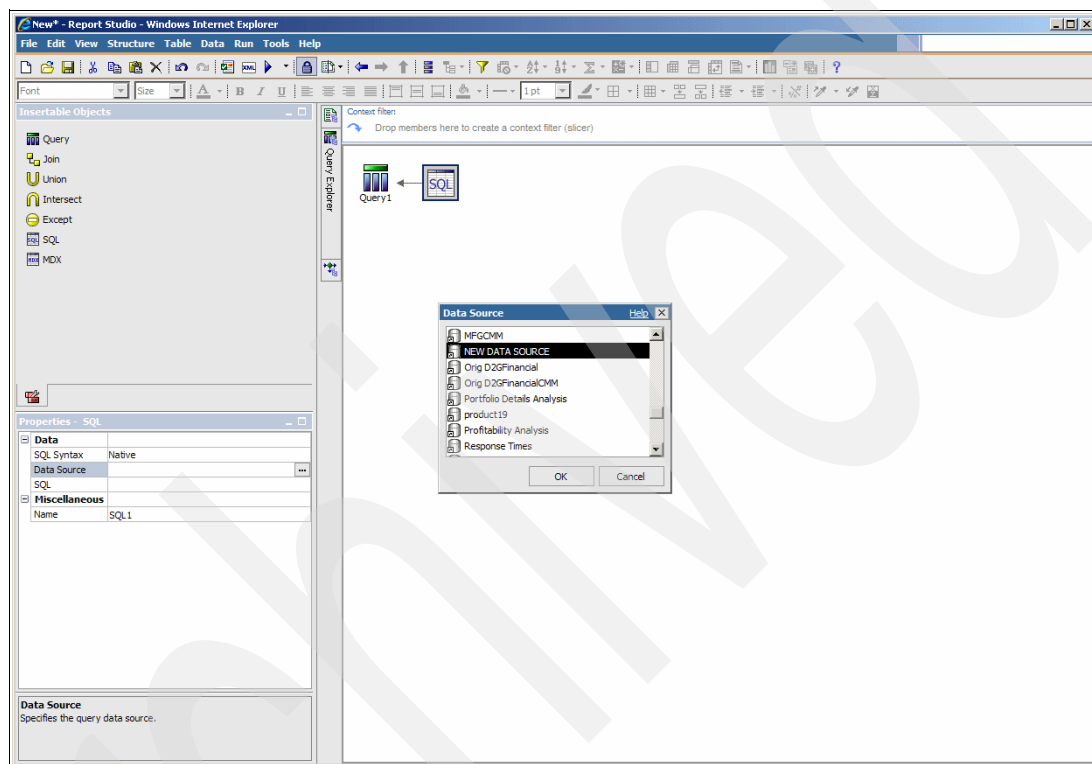 New* - Report Studio - Windows Internet Explorer
File Edit View Structure Table Data Run Tools Help
Font Size A B I U 1 pt
Insertable Objects
Query
Join
Union
Intersect
Except
SQL
MDX
Query Explorer
Context filter:
Drop members here to create a context filter (slicer)
Query1
SQL
Data Source Help
MFGCMM
NEW DATA SOURCE
Orig D2GFinancial
Orig D2GFinancialCMM
Portfolio Details Analysis
product19
Profitability Analysis
Response Times
OK Cancel
Properties - SQL
Data
SQL Syntax Native
Data Source ...
SQL
Miscellaneous
Name SQL1
Data Source
Specifies the query data source.